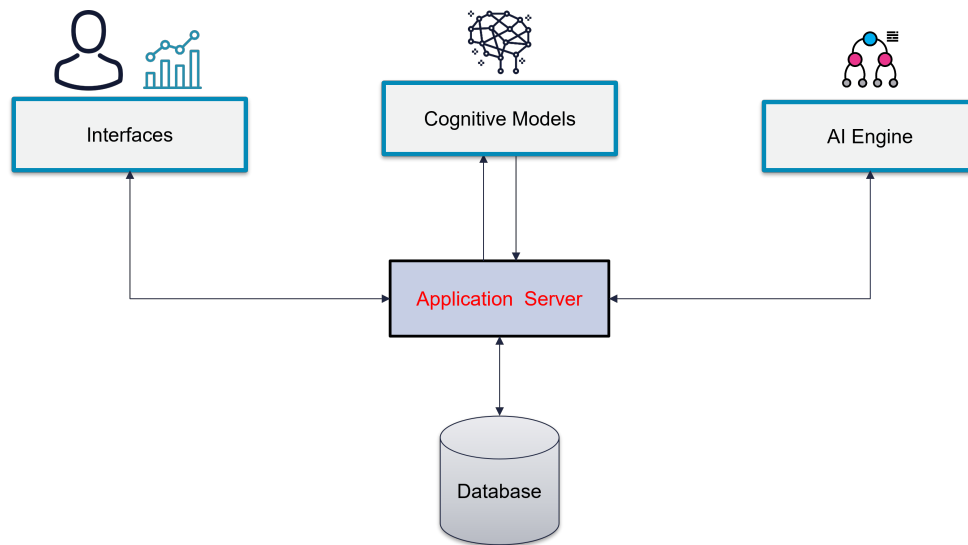 Interfaces
Cognitive Models
AI Engine
Application  Server
Database